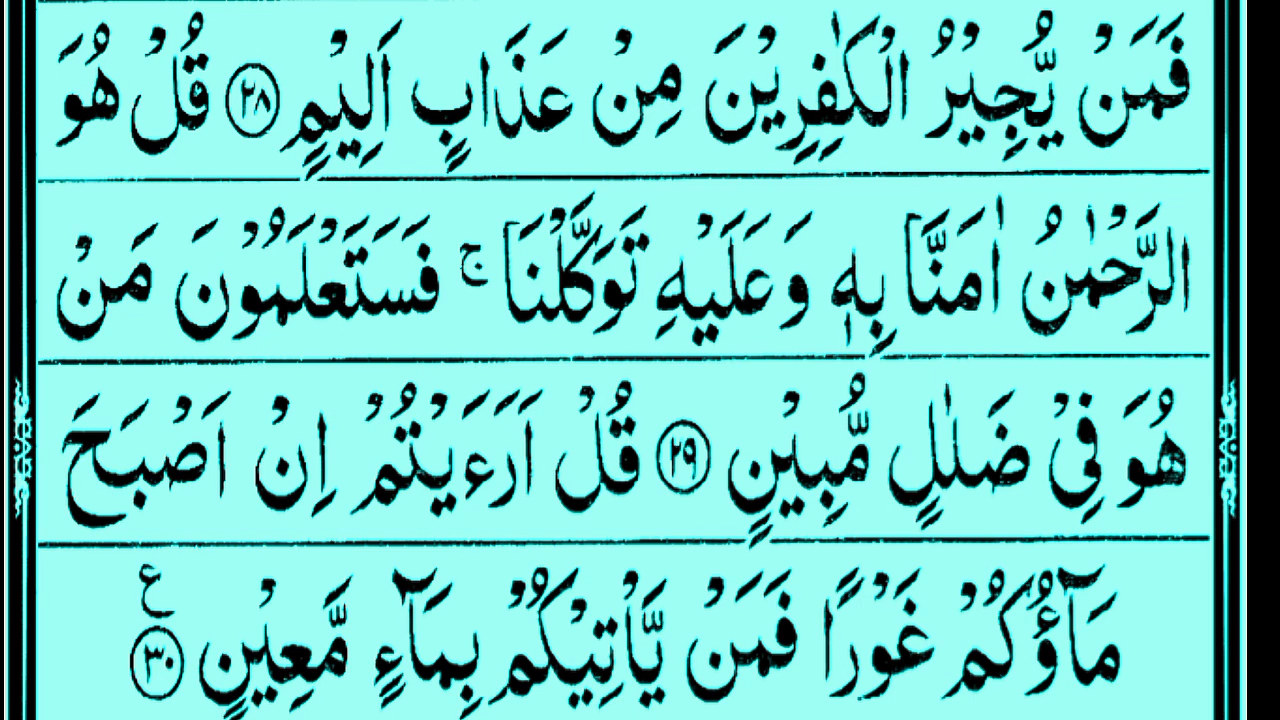 فَمَنْ يُّجِيْرُ الْكٰفِرِيْنَ مِنْ عَذَابٍ اَلِيْمٍ ۲۸ قُلْ هُوَ
الرَّحْمٰنُ اٰمَنَّا بِهٖ وَعَلَيْهِ تَوَكَّلْنَا ۚ فَسَتَعْلَمُوْنَ مَنْ
هُوَ فِيْ ضَلٰلٍ مُّبِيْنٍ ۲۹ قُلْ اَرَءَيْتُمْ اِنْ اَصْبَحَ
مَآؤُكُمْ غَوْرًا فَمَنْ يَّاْتِيْكُمْ بِمَآءٍ مَّعِيْنٍ ۳۰ ع